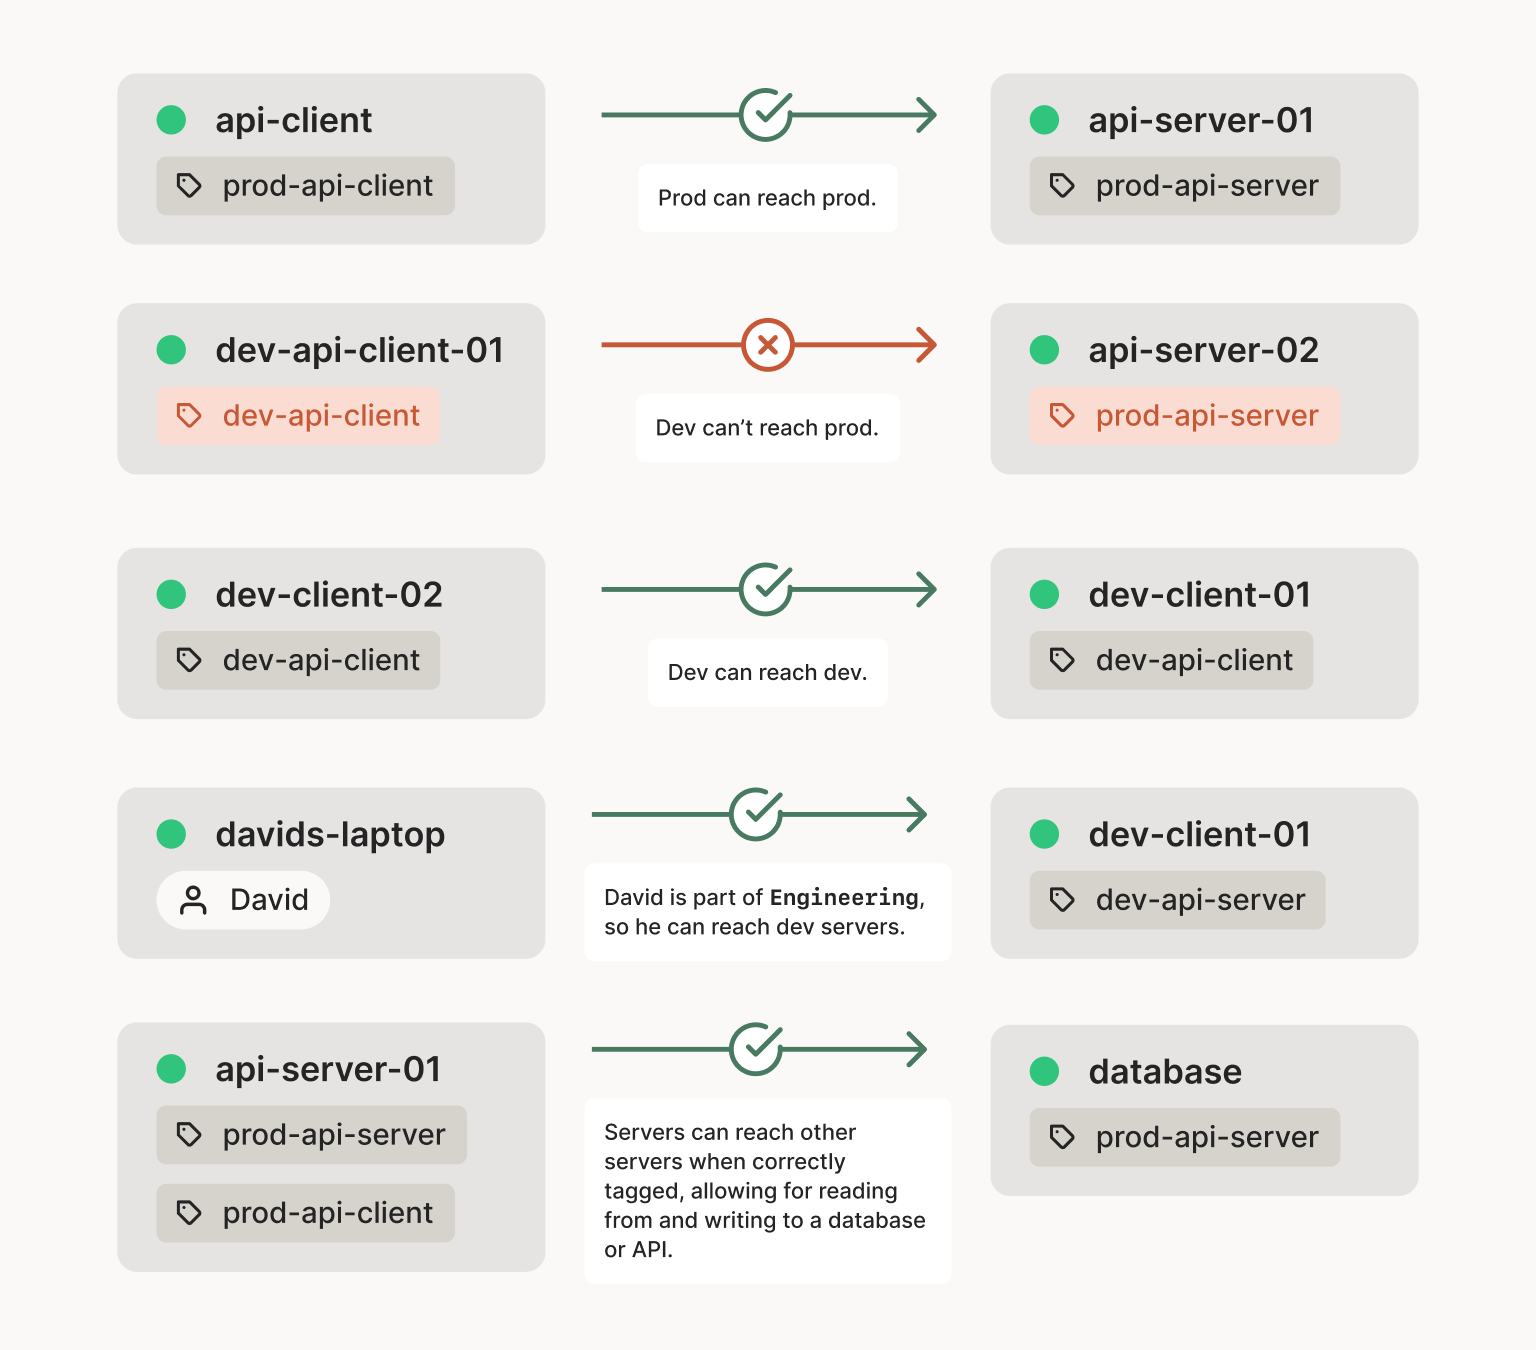 api-client
prod-api-client
Prod can reach prod.
api-server-01
prod-api-server
dev-api-client-01
dev-api-client
Dev can’t reach prod.
api-server-02
prod-api-server
dev-client-02
dev-api-client
Dev can reach dev.
dev-client-01
dev-api-client
davids-laptop
David
David is part of Engineering,
so he can reach dev servers.
dev-client-01
dev-api-server
api-server-01
prod-api-server
prod-api-client
Servers can reach other
servers when correctly
tagged, allowing for reading
from and writing to a database
or API.
database
prod-api-server